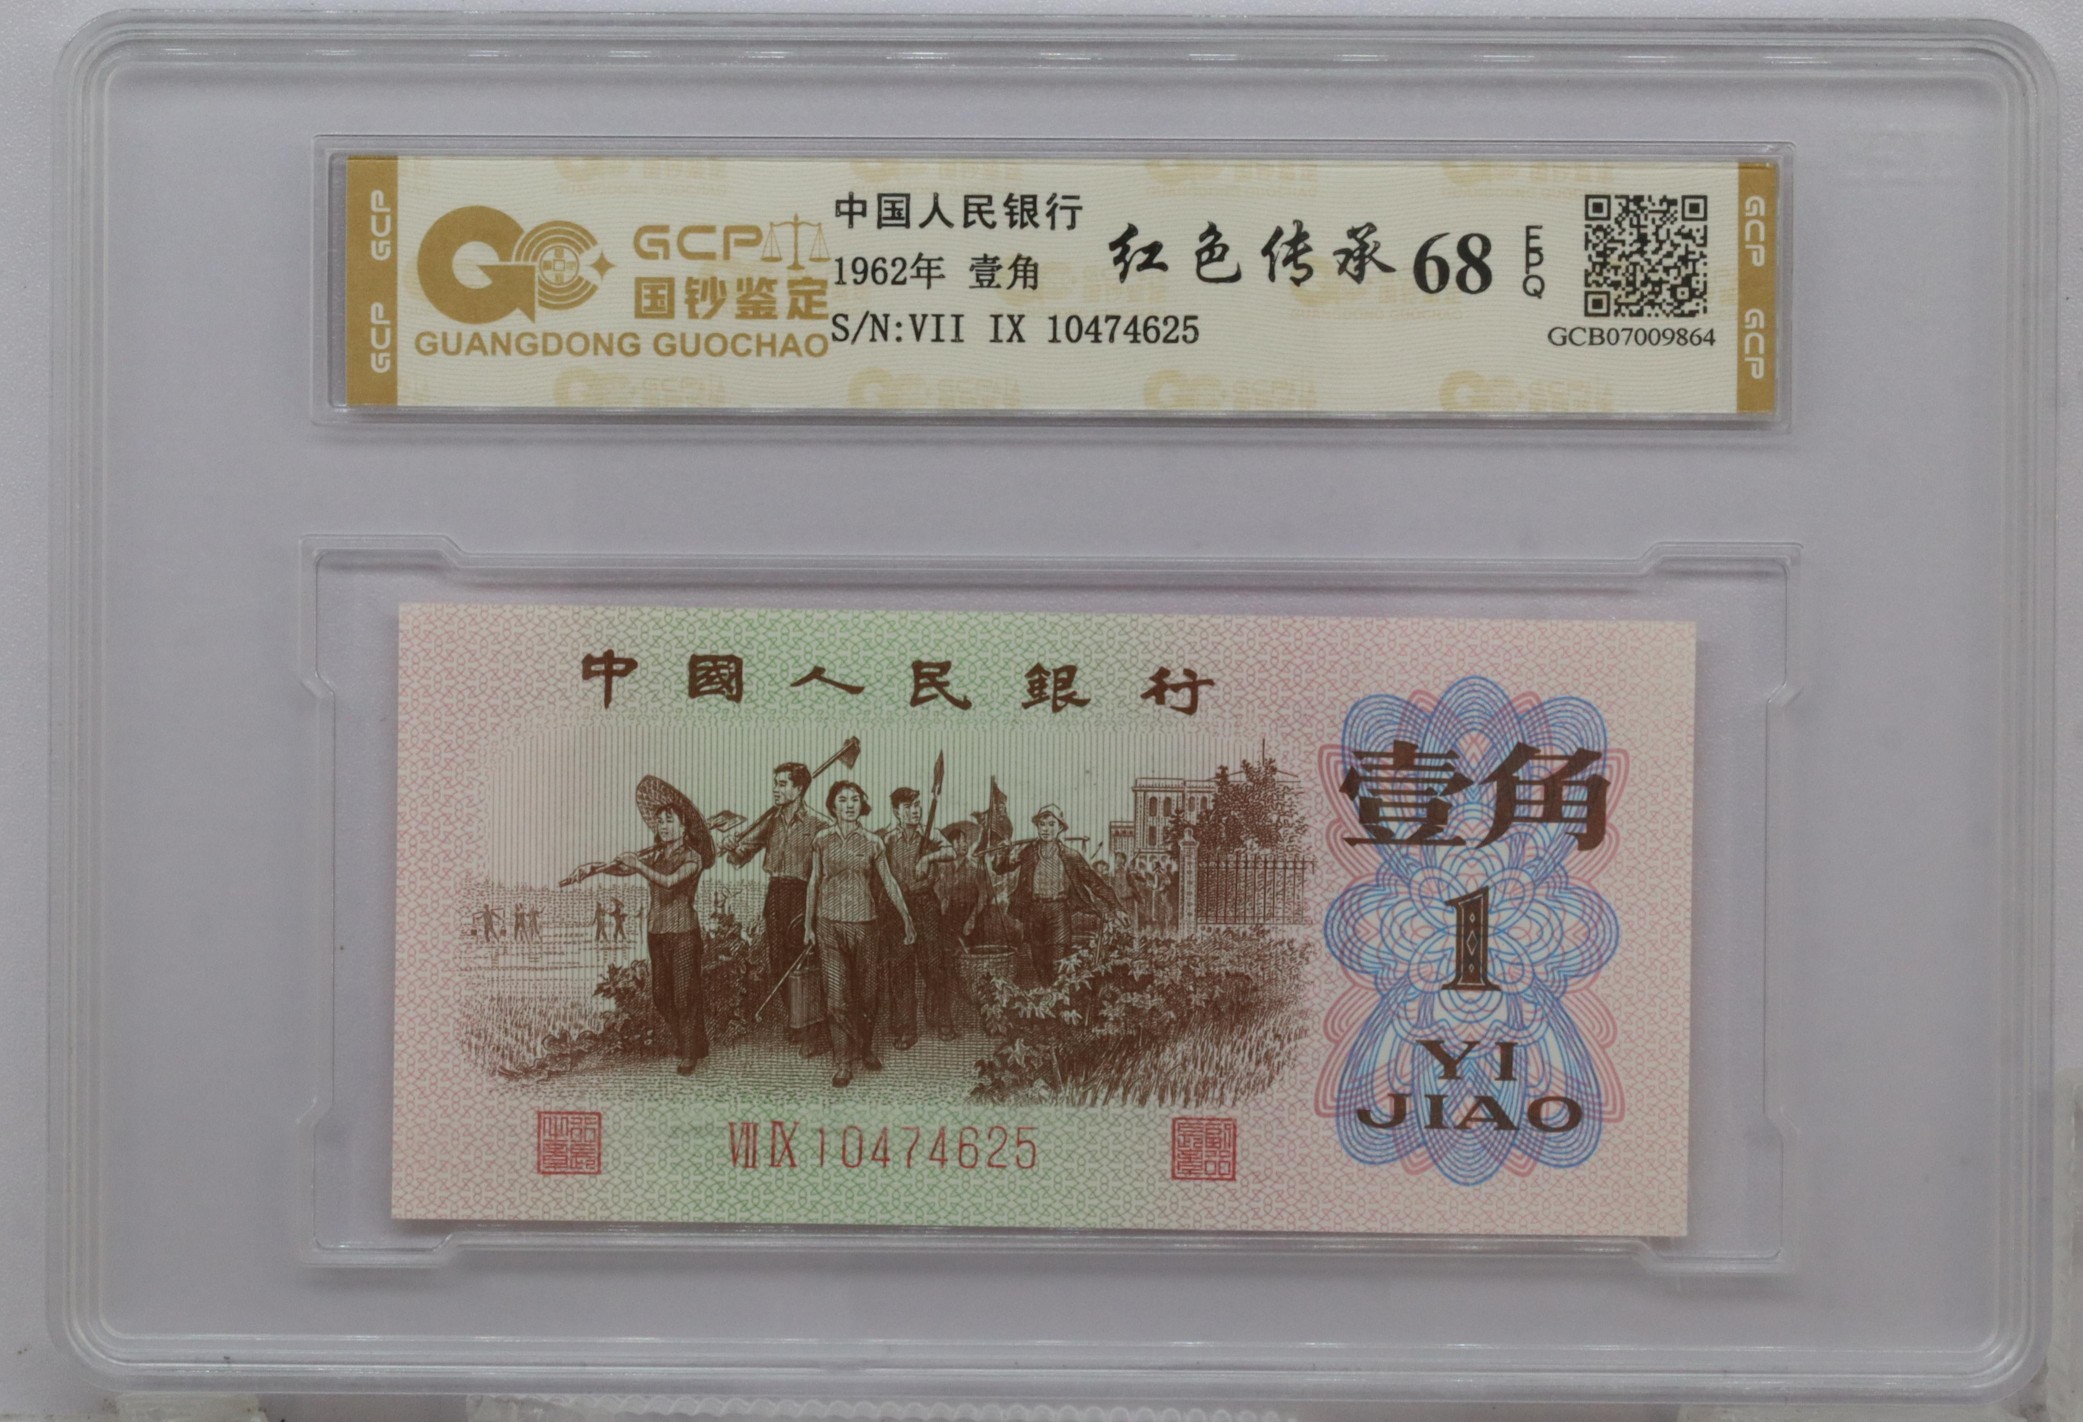 GCP GCP
GCP
国钞鉴定
GUANGDONG GUOCHAO
中国人民银行
1962年 壹角
S/N:VII IX 10474625
红色传承
68
EPQ
GCB07009864
GCP GCP
中國人民銀行
壹角
1
YI
JIAO
VII IX 10474625